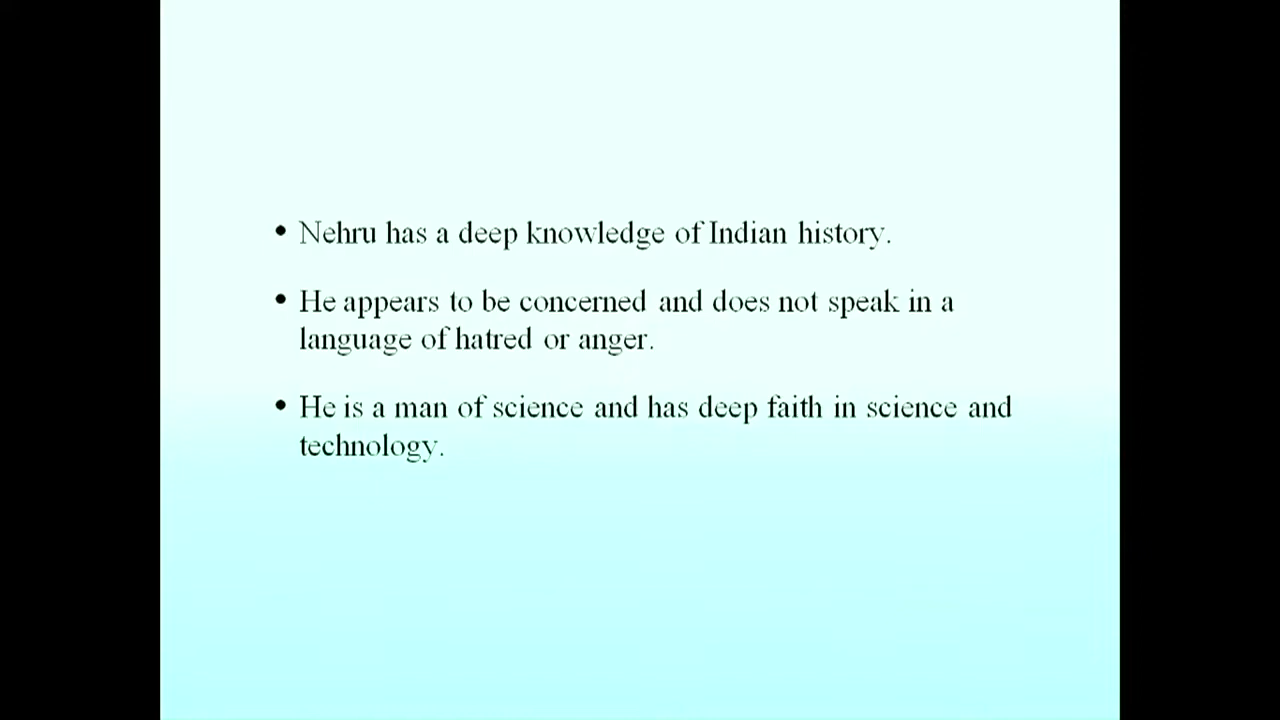 • Nehru has a deep knowledge of Indian history.
• He appears to be concerned and does not speak in a
language of hatred or anger.
• He is a man of science and has deep faith in science and
technology.